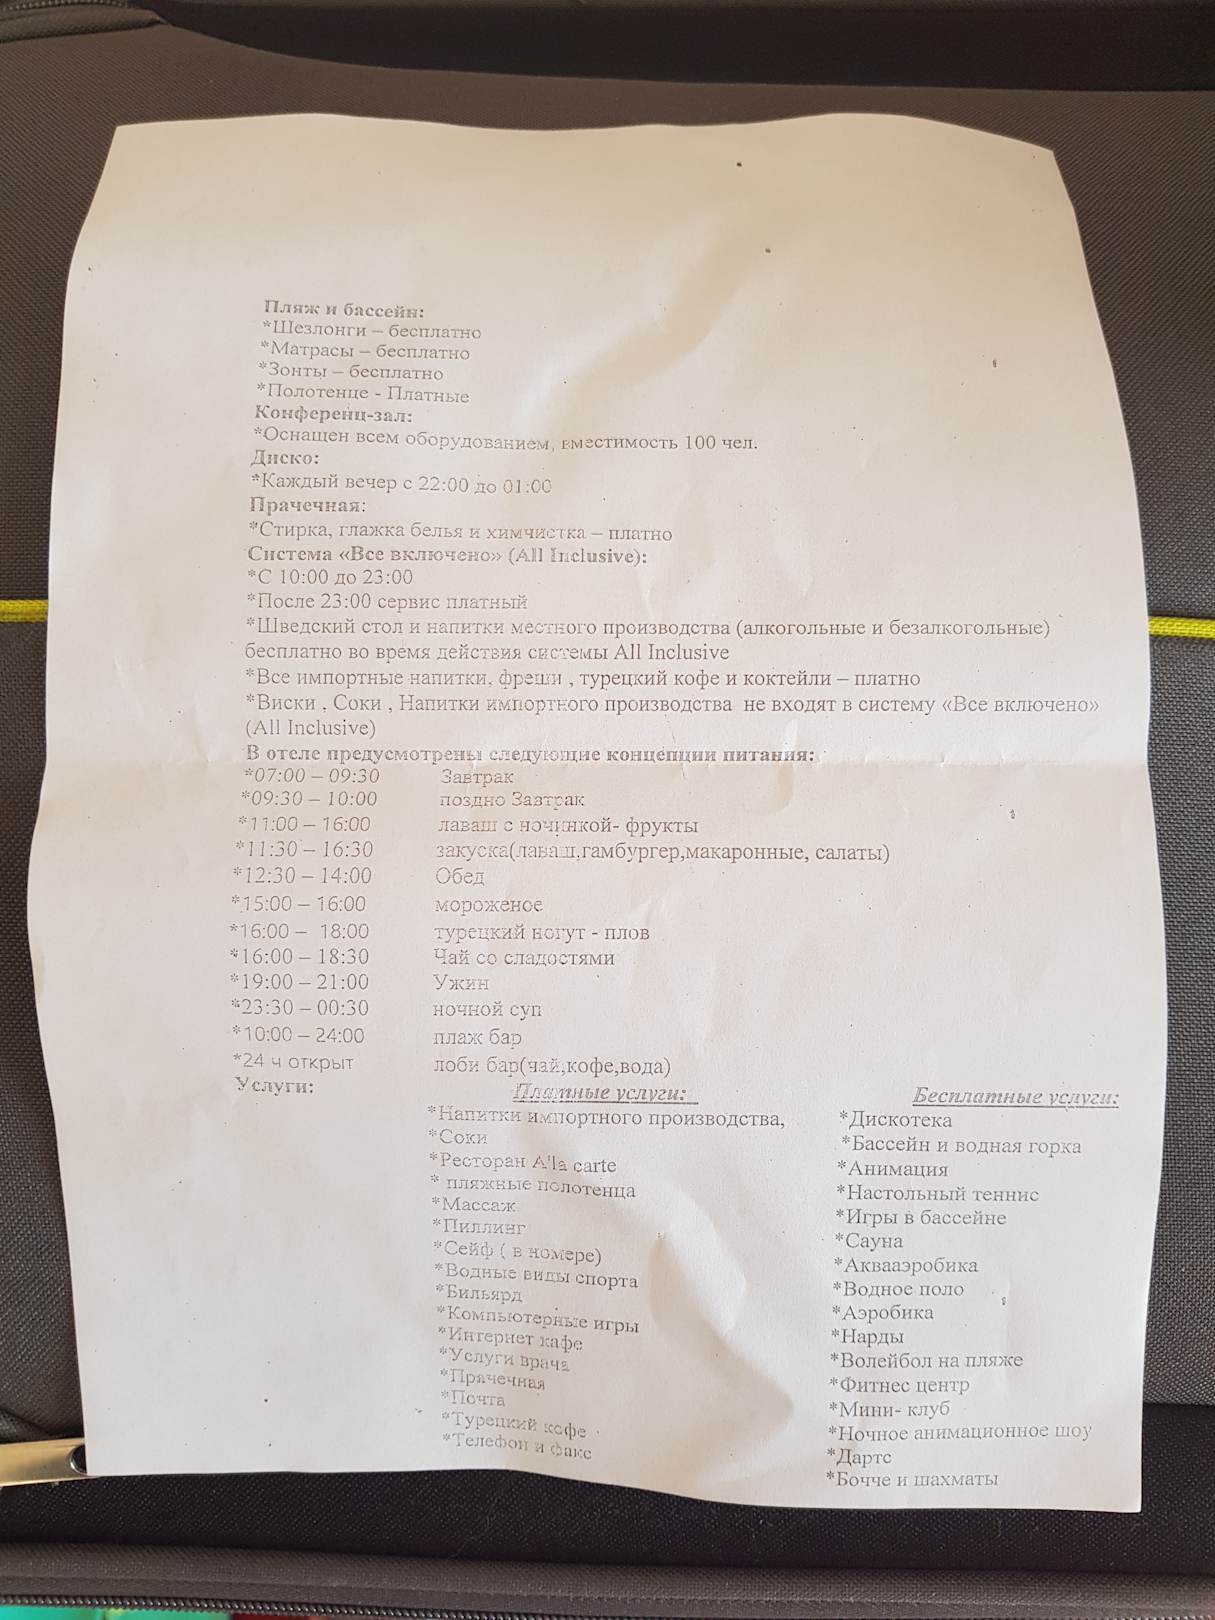 Пляж и бассейн:
*Шезлонги – бесплатно
*Матрасы – бесплатно
*Зонты – бесплатно
*Полотенце - Платные
Конференц-зал:
*Оснащен всем оборудованием, вместимость 100 чел.
Диско:
*Каждый вечер с 22:00 до 01:00
Прачечная:
*Стирка, глажка белья и химчистка – платно
Система «Все включено» (All Inclusive):
*С 10:00 до 23:00
*После 23:00 сервис платный
*Шведский стол и напитки местного производства (алкогольные и безалкогольные)
бесплатно во время действия системы All Inclusive
*Все импортные напитки, фреши , турецкий кофе и коктейли – платно
*Виски , Соки , Напитки импортного производства не входят в систему «Все включено»
(All Inclusive)
В отеле предусмотрены следующие концепции питания:
*07:00 – 09:30 Завтрак
*09:30 – 10:00 поздно Завтрак
*11:00 – 16:00 лаваш с ночинкой- фрукты
*11:30 – 16:30 закуска(лаваш,гамбургер,макаронные, салаты)
*12:30 – 14:00 Обед
*15:00 – 16:00 мороженое
*16:00 – 18:00 турецкий ногут - плов
*16:00 – 18:30 Чай со сладостями
*19:00 – 21:00 Ужин
*23:30 – 00:30 ночной суп
*10:00 – 24:00 плаж бар
*24 ч открыт лоби бар(чай,кофе,вода)
Услуги:
Платные услуги:
*Напитки импортного производства,
*Соки
*Ресторан A'la carte
* пляжные полотенца
*Массаж
*Пиллинг
*Сейф ( в номере)
*Водные виды спорта
*Бильярд
*Компьютерные игры
*Интернет кафе
*Услуги врача
*Прачечная
*Почта
*Турецкий кофе
*Телефон и факс
Бесплатные услуги:
*Дискотека
*Бассейн и водная горка
*Анимация
*Настольный теннис
*Игры в бассейне
*Сауна
*Аквааэробика
*Водное поло
*Аэробика
*Нарды
*Волейбол на пляже
*Фитнес центр
*Мини- клуб
*Ночное анимационное шоу
*Дартс
*Бочче и шахматы